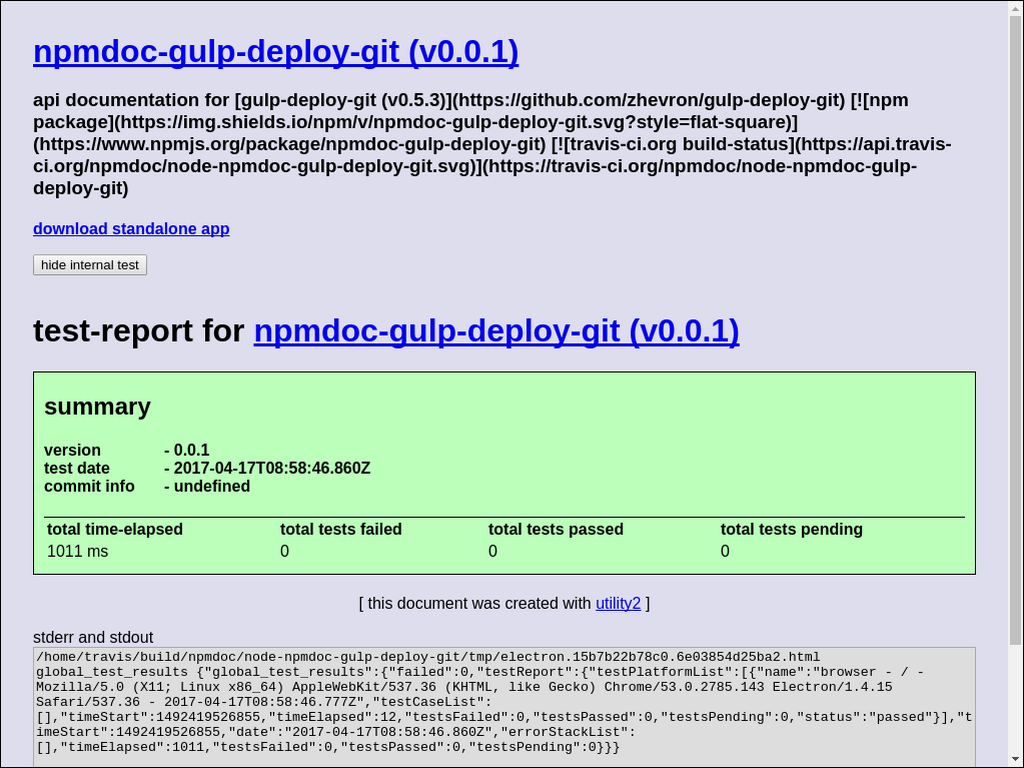 npmdoc-gulp-deploy-git (v0.0.1)
api documentation for [gulp-deploy-git (v0.5.3)](https://github.com/zhevron/gulp-deploy-git) [![npm
package](https://img.shields.io/npm/v/npmdoc-gulp-deploy-git.svg?style=flat-square)]
(https://www.npmjs.org/package/npmdoc-gulp-deploy-git) [![travis-ci.org build-status](https://api.travis-
ci.org/npmdoc/node-npmdoc-gulp-deploy-git.svg)](https://travis-ci.org/npmdoc/node-npmdoc-gulp-
deploy-git)
download standalone app
hide internal test
test-report for npmdoc-gulp-deploy-git (v0.0.1)
summary
version - 0.0.1
test date - 2017-04-17T08:58:46.860Z
commit info - undefined
total time-elapsed total tests failed total tests passed total tests pending
1011 ms 0 0 0
[ this document was created with utility2 ]
stderr and stdout
/home/travis/build/npmdoc/node-npmdoc-gulp-deploy-git/tmp/electron.15b7b22b78c0.6e03854d25ba2.html
global_test_results {"global_test_results":{"failed":0,"testReport":{"testPlatformList":[{"name":"browser - / -
Mozilla/5.0 (X11; Linux x86_64) AppleWebKit/537.36 (KHTML, like Gecko) Chrome/53.0.2785.143 Electron/1.4.15
Safari/537.36 - 2017-04-17T08:58:46.777Z","testCaseList":
[],"timeStart":1492419526855,"timeElapsed":12,"testsFailed":0,"testsPassed":0,"testsPending":0,"status":"passed"}],"t
imeStart":1492419526855,"date":"2017-04-17T08:58:46.860Z","errorStackList":
[],"timeElapsed":1011,"testsFailed":0,"testsPassed":0,"testsPending":0}}}